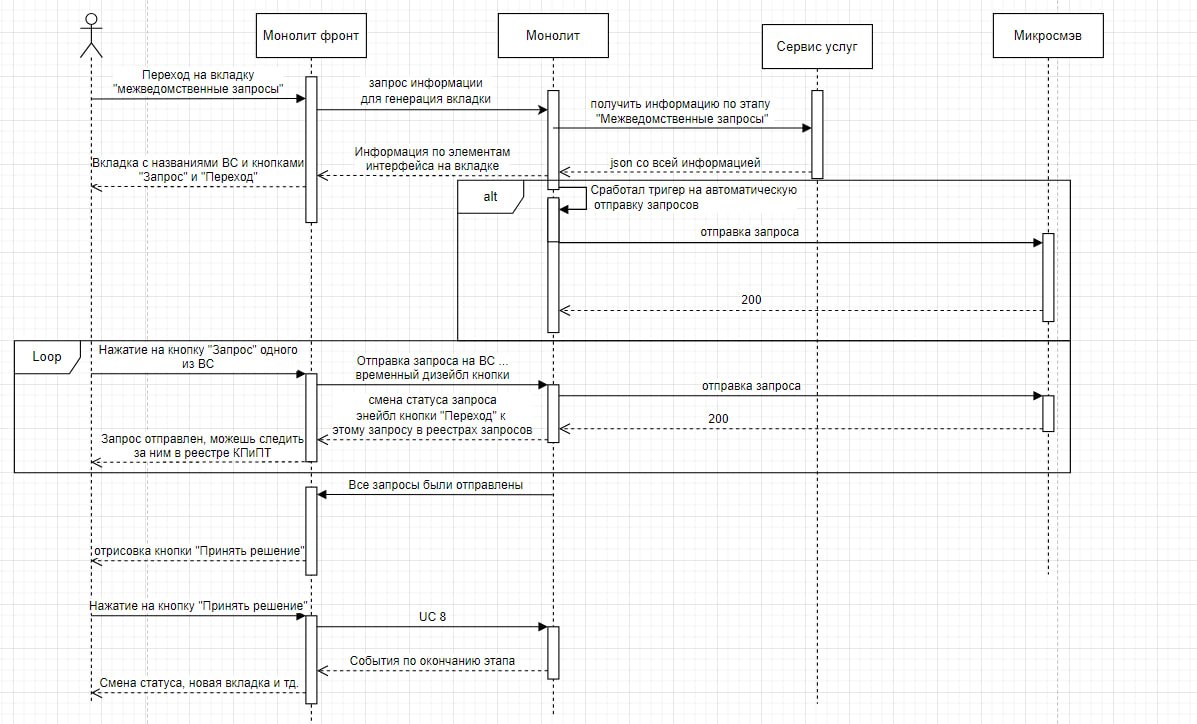 Монолит фронт
Монолит
Сервис услуг
Микросмэв
Переход на вкладку
"межведомственные запросы"
запрос информации
для генерация вкладки
получить информацию по этапу
"Межведомственные запросы"
json со всей информацией
Информация по элементам
интерфейса на вкладке
Вкладка с названиями ВС и кнопками
"Запрос" и "Переход"
alt
Сработал тригер на автоматическую
отправку запросов
отправка запроса
200
Loop
Нажатие на кнопку "Запрос" одного
из ВС
Отправка запроса на ВС ...
временный дизейбл кнопки
отправка запроса
200
смена статуса запроса
энейбл кнопки "Переход" к
этому запросу в реестрах запросов
Запрос отправлен, можешь следить
за ним в реестре КПиПТ
Все запросы были отправлены
отрисовка кнопки "Принять решение"
Нажатие на кнопку "Принять решение"
UC 8
События по окончанию этапа
Смена статуса, новая вкладка и тд.